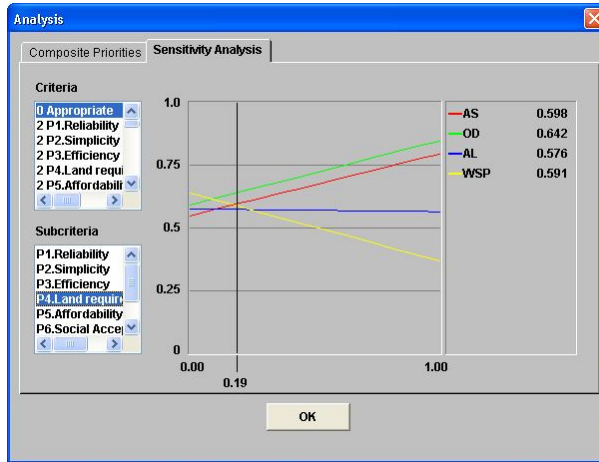 Analysis
Composite Priorities
Sensitivity Analysis
Criteria
0 Appropriate
2 P1.Reliability
2 P2.Simplicity
2 P3.Efficiency
2 P4.Land requi
2 P5.Affordabili
Subcriteria
P1.Reliability
P2.Simplicity
P3.Efficiency
P4.Land require
P5.Affordability
P6.Social Accep
1.0
0.75
0.5
0.25
0
0.00
1.00
0.19
AS 0.598
OD 0.642
AL 0.576
WSP 0.591
OK